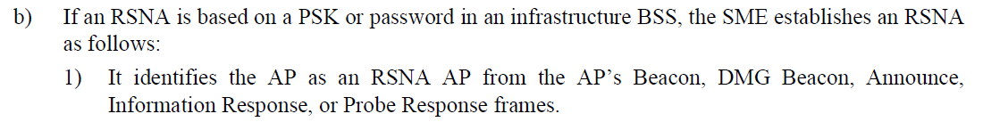 b) If an RSNA is based on a PSK or password in an infrastructure BSS, the SME establishes an RSNA
as follows:
1) It identifies the AP as an RSNA AP from the AP’s Beacon, DMG Beacon, Announce,
Information Response, or Probe Response frames.